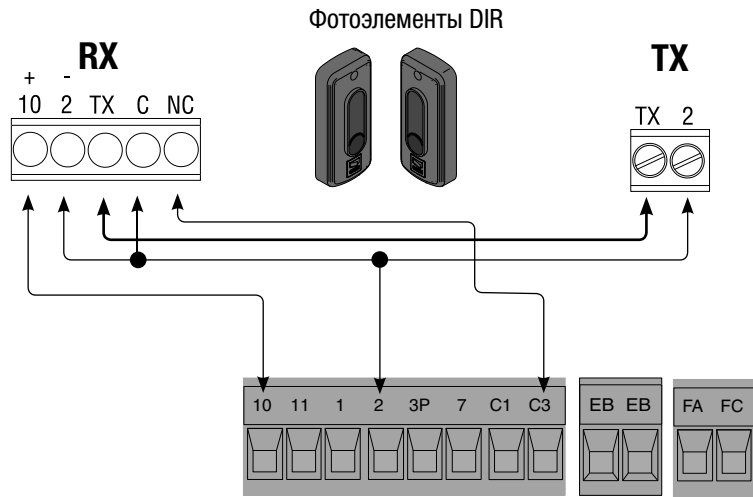 Фотоэлементы DIR
RX
TX
+ -
10 2 TX C NC
TX 2
10 11 1 2 3P 7 C1 C3 EB EB FA FC